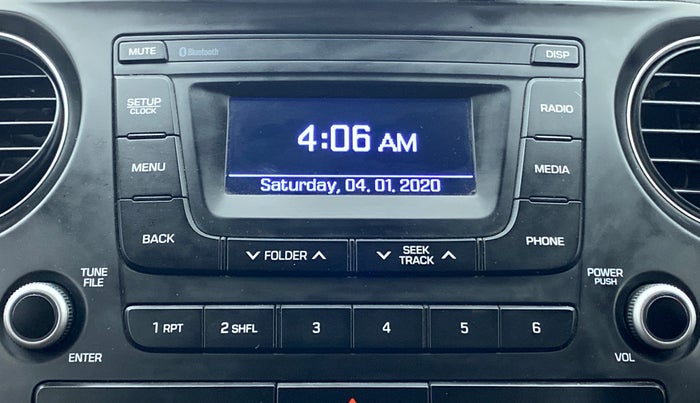 MUTE
Bluetooth
DISP
SETUP
CLOCK
RADIO
4:06 AM
MENU
MEDIA
Saturday, 04. 01. 2020
BACK
FOLDER
SEEK
TRACK
PHONE
TUNE
FILE
POWER
PUSH
1 RPT
2 SHFL
3
4
5
6
ENTER
VOL